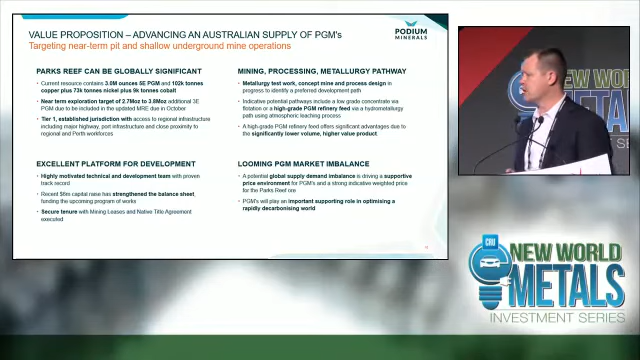 VALUE PROPOSITION – ADVANCING AN AUSTRALIAN SUPPLY OF PGM's
Targeting near-term pit and shallow underground mine operations
PODIUM
MINERALS
PARKS REEF CAN BE GLOBALLY SIGNIFICANT
Current resource contains 3.0M ounces 5E PGM and 102k tonnes
copper plus 73k tonnes nickel plus 9k tonnes cobalt
Near term exploration target of 2.7Moz to 3.8Moz additional 3E
PGM due to be included in the updated MRE due in October
Tier 1, established jurisdiction with access to regional infrastructure
including major highway, port infrastructure and close proximity to
regional and Perth workforces
MINING, PROCESSING, METALLURGY PATHWAY
Metallurgy test work, concept mine and process design in
progress to identify a preferred development path
Indicative potential pathways include a low grade concentrate via
flotation or a high-grade PGM refinery feed via a hydrometallurgy
path using atmospheric leaching process
A high-grade PGM refinery feed offers significant advantages due to
the significantly lower volume, higher value product
EXCELLENT PLATFORM FOR DEVELOPMENT
Highly motivated technical and development team with proven
track record
Recent $6m capital raise has strengthened the balance sheet,
funding the upcoming program of works
Secure tenure with Mining Leases and Native Title Agreement
executed
LOOMING PGM MARKET IMBALANCE
A potential global supply demand imbalance is driving a supportive
price environment for PGM's and a strong indicative weighted price for
the Parks Reef ore
PGM's will play an important supporting role in optimising a
rapidly decarbonising world
CRU
NEW WORLD
METALS
INVESTMENT SERIES